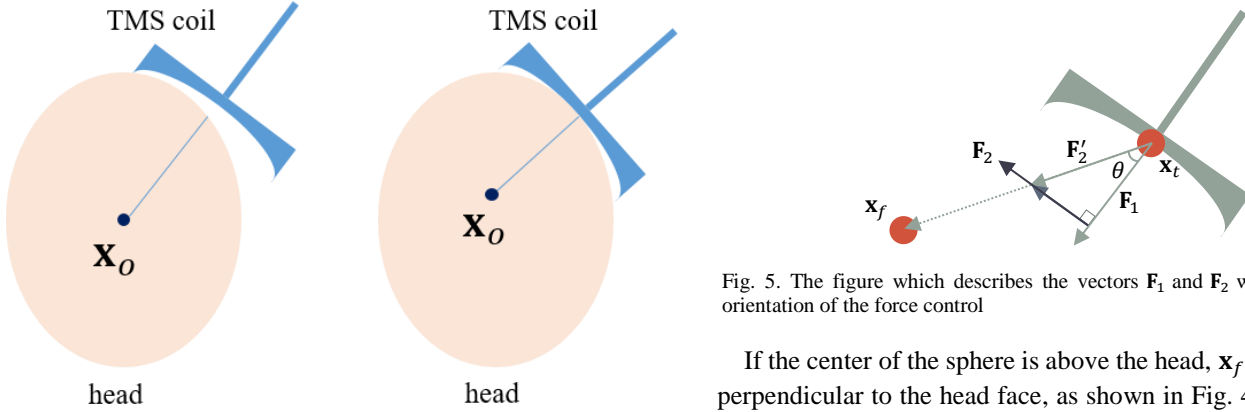 TMS coil
𝐱ₒ
head
TMS coil
𝐱ₒ
head
𝐅₂
𝐅₂′
θ
𝐱ₜ
𝐅₁
𝐱_f
Fig. 5. The figure which describes the vectors 𝐅₁ and 𝐅₂ w
orientation of the force control
If the center of the sphere is above the head, 𝐱_f
perpendicular to the head face, as shown in Fig. 4